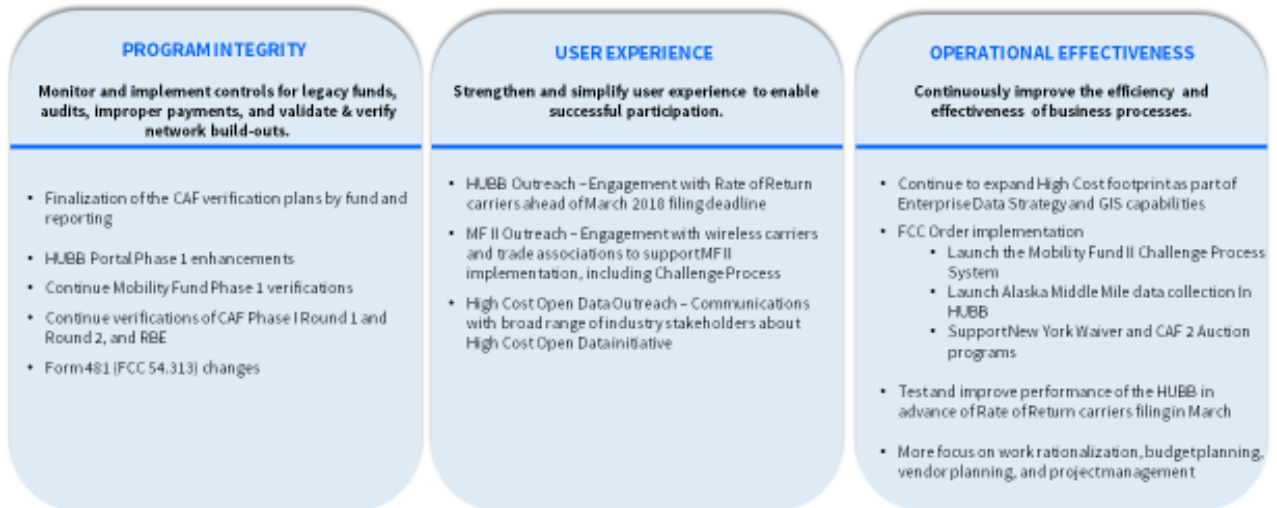 PROGRAM INTEGRITY
Monitor and implement controls for legacy funds,
audits, improper payments, and validate & verify
network build-outs.
• Finalization of the CAF verification plans by fund and
reporting
• HUBB Portal Phase 1 enhancements
• Continue Mobility Fund Phase 1 verifications
• Continue verifications of CAF Phase I Round 1 and
Round 2, and RBE
• Form 481 (FCC 54.313) changes
USER EXPERIENCE
Strengthen and simplify user experience to enable
successful participation.
• HUBB Outreach – Engagement with Rate of Return
carriers ahead of March 2018 filing deadline
• MF II Outreach – Engagement with wireless carriers
and trade associations to support MF II
implementation, including Challenge Process
• High Cost Open Data Outreach – Communications
with broad range of industry stakeholders about
High Cost Open Data initiative
OPERATIONAL EFFECTIVENESS
Continuously improve the efficiency and
effectiveness of business processes.
• Continue to expand High Cost footprint as part of
Enterprise Data Strategy and GIS capabilities
• FCC Order implementation
• Launch the Mobility Fund II Challenge Process
System
• Launch Alaska Middle Mile data collection in
HUBB
• Support New York Waiver and CAF 2 Auction
programs
• Test and improve performance of the HUBB in
advance of Rate of Return carriers filing in March
• More focus on work rationalization, budget planning,
vendor planning, and project management